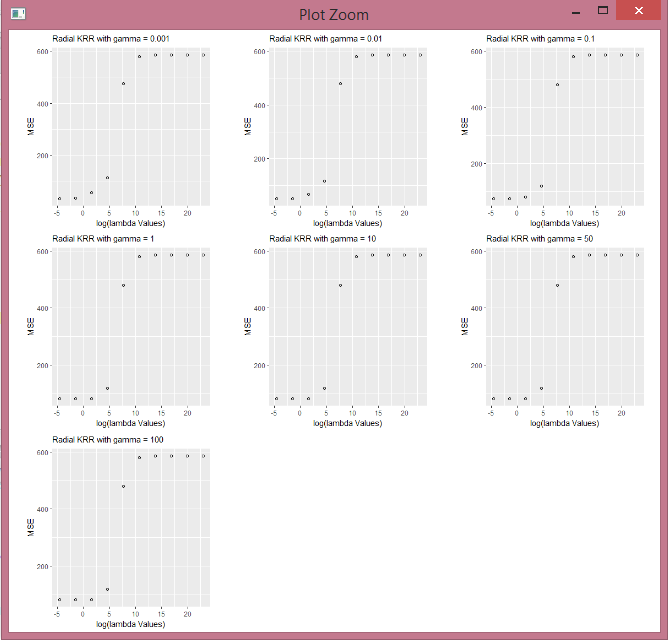 Plot Zoom
Radial KRR with gamma = 0.001
600
400
200
MSE
-5 0 5 10 15 20
log(lambda Values)
Radial KRR with gamma = 0.01
600
400
200
MSE
-5 0 5 10 15 20
log(lambda Values)
Radial KRR with gamma = 0.1
600
400
200
MSE
-5 0 5 10 15 20
log(lambda Values)
Radial KRR with gamma = 1
600
400
200
MSE
-5 0 5 10 15 20
log(lambda Values)
Radial KRR with gamma = 10
600
400
200
MSE
-5 0 5 10 15 20
log(lambda Values)
Radial KRR with gamma = 50
600
400
200
MSE
-5 0 5 10 15 20
log(lambda Values)
Radial KRR with gamma = 100
600
400
200
MSE
-5 0 5 10 15 20
log(lambda Values)